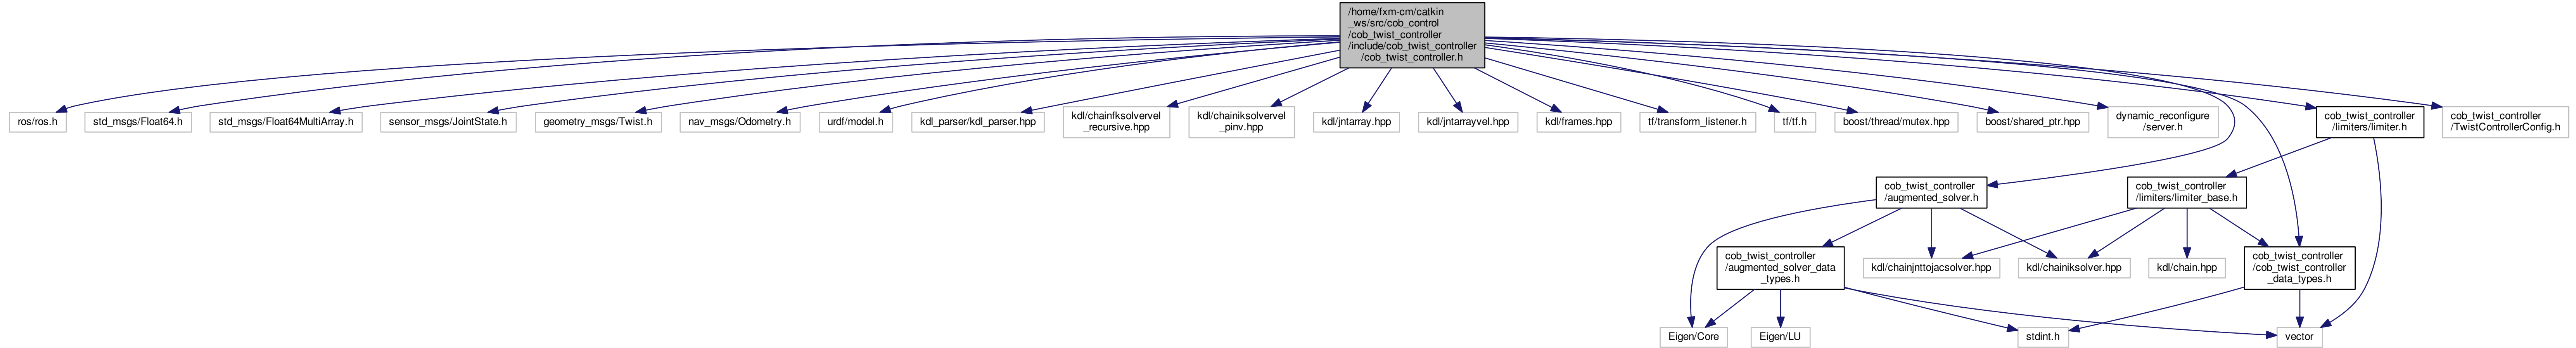 /home/fxm-cm/catkin
_ws/src/cob_control
/cob_twist_controller
/include/cob_twist_controller
/cob_twist_controller.h
ros/ros.h
std_msgs/Float64.h
std_msgs/Float64MultiArray.h
sensor_msgs/JointState.h
geometry_msgs/Twist.h
nav_msgs/Odometry.h
urdf/model.h
kdl_parser/kdl_parser.hpp
kdl/chainfksolvervel
_recursive.hpp
kdl/chainiksolvervel
_pinv.hpp
kdl/jntarray.hpp
kdl/jntarrayvel.hpp
kdl/frames.hpp
tf/transform_listener.h
tf/tf.h
boost/thread/mutex.hpp
boost/shared_ptr.hpp
dynamic_reconfigure
/server.h
cob_twist_controller
/limiters/limiter.h
cob_twist_controller
/TwistControllerConfig.h
cob_twist_controller
/augmented_solver.h
cob_twist_controller
/limiters/limiter_base.h
cob_twist_controller
/augmented_solver_data
_types.h
kdl/chainjnttojacsolver.hpp
kdl/chainiksolver.hpp
kdl/chain.hpp
cob_twist_controller
/cob_twist_controller
_data_types.h
Eigen/Core
Eigen/LU
stdint.h
vector